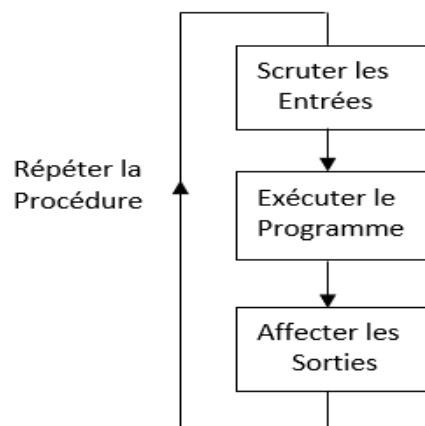 Scruter les
Entrées
Répéter la
Procédure
Exécuter le
Programme
Affecter les
Sorties